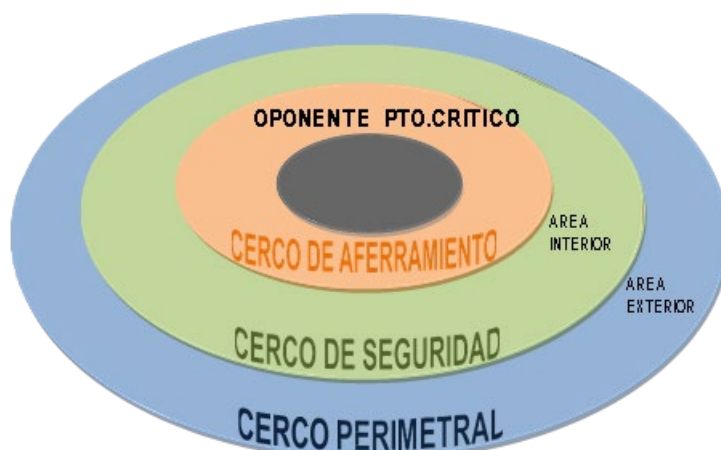 OPONENTE PTO.CRITICO
CERCO DE AFERRAMIENTO
AREA
INTERIOR
AREA
EXTERIOR
CERCO DE SEGURIDAD
CERCO PERIMETRAL